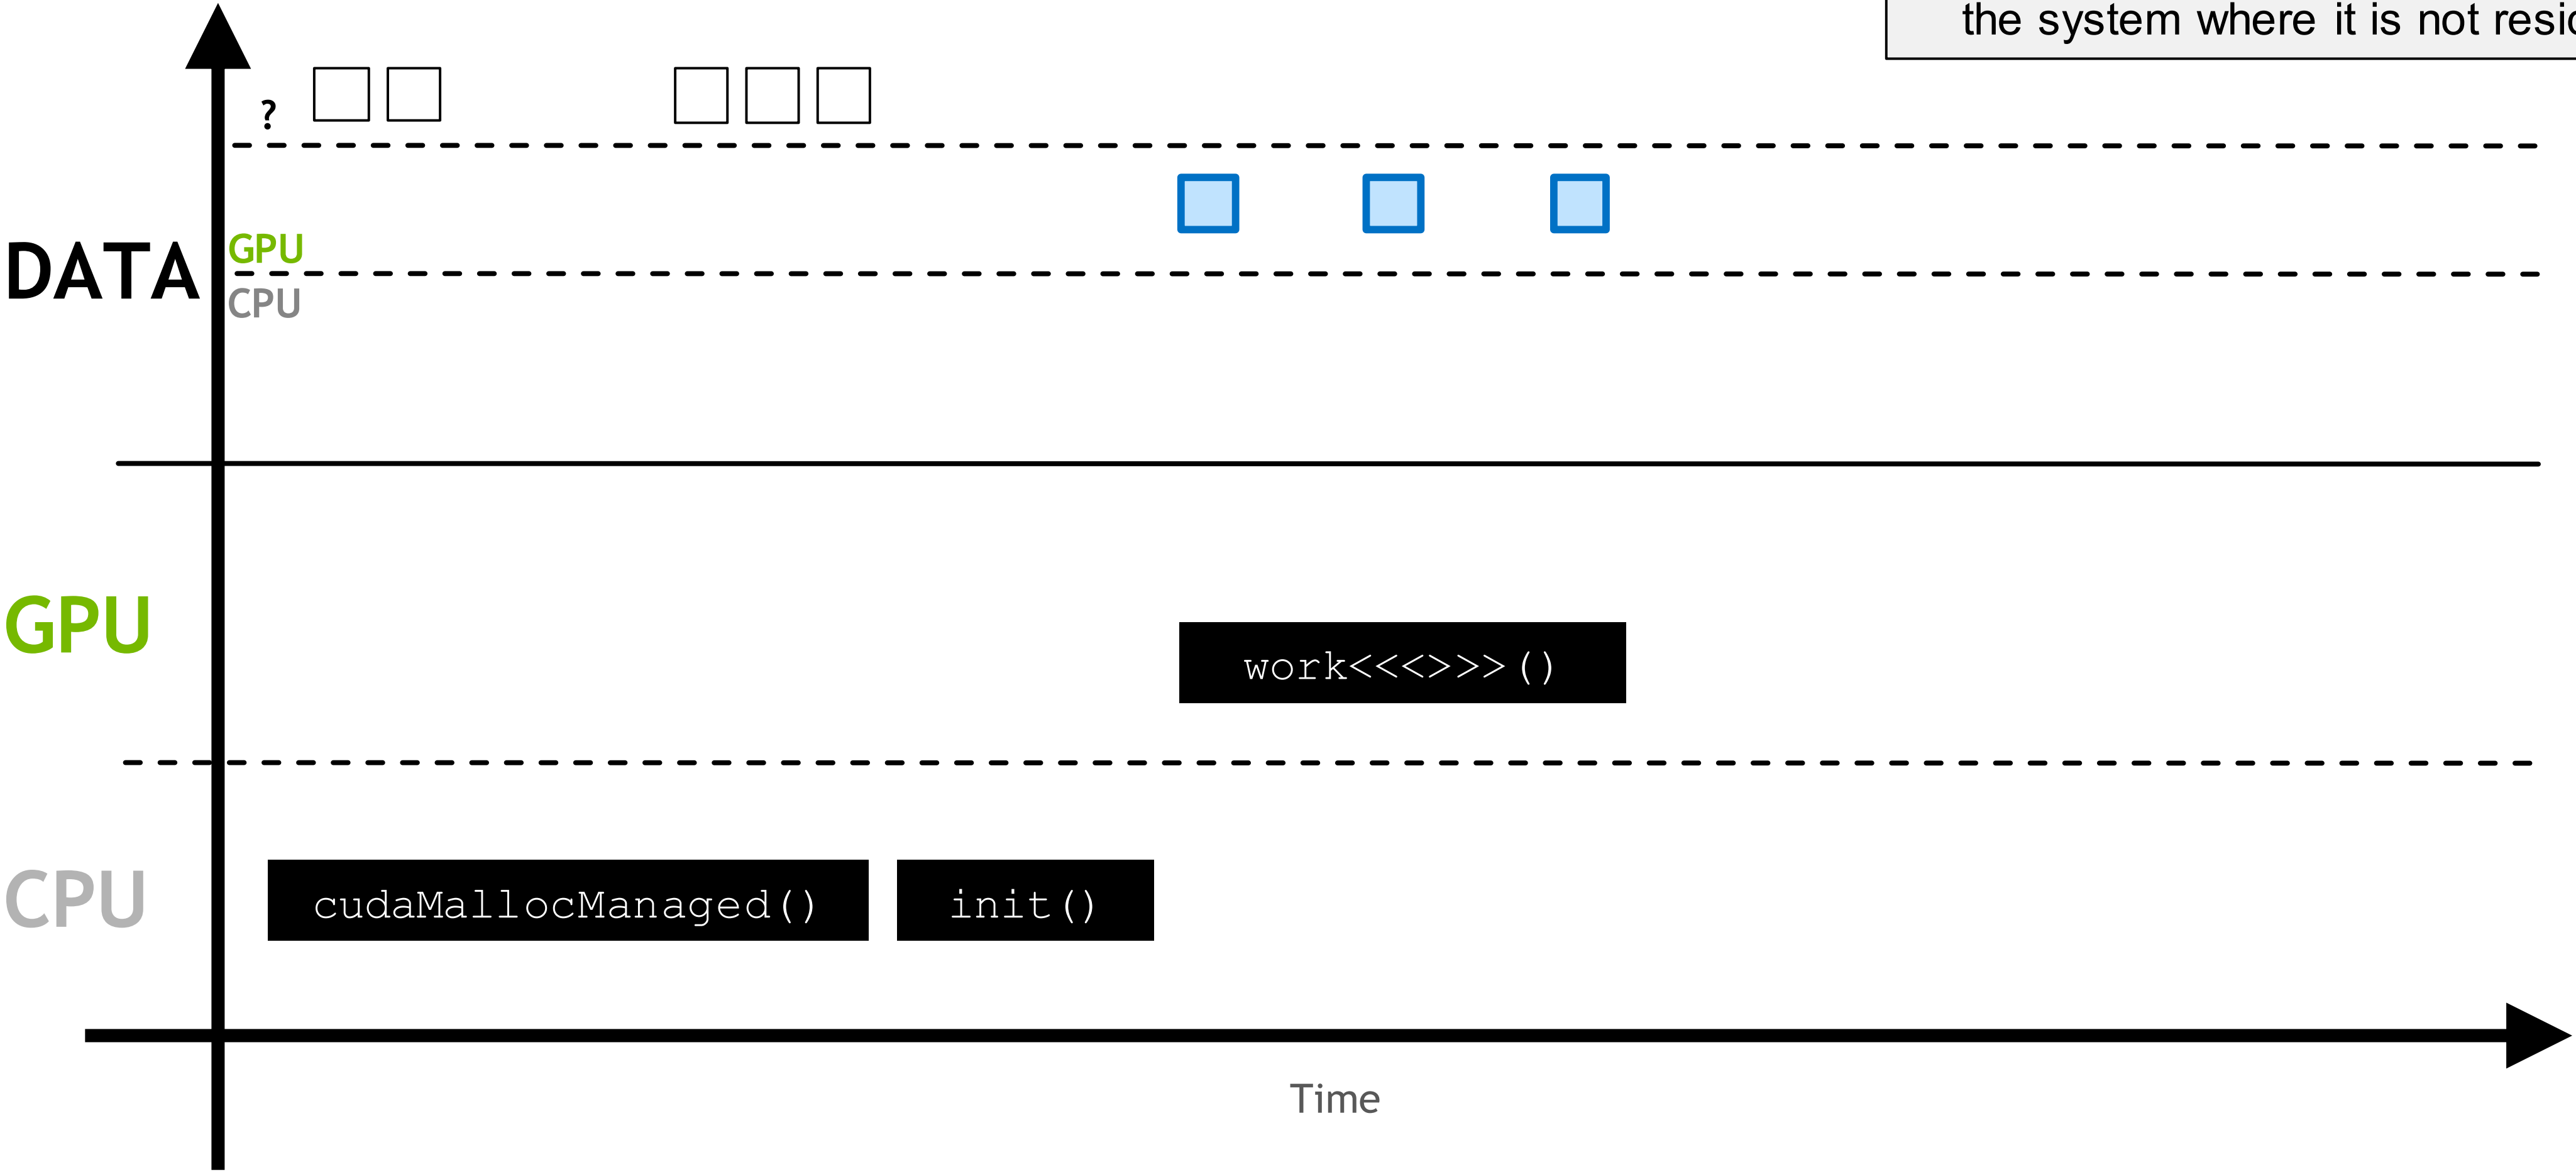 the system where it is not
?
DATA
GPU
CPU
GPU
work<<<>>>()
CPU
cudaMallocManaged()
init()
Time